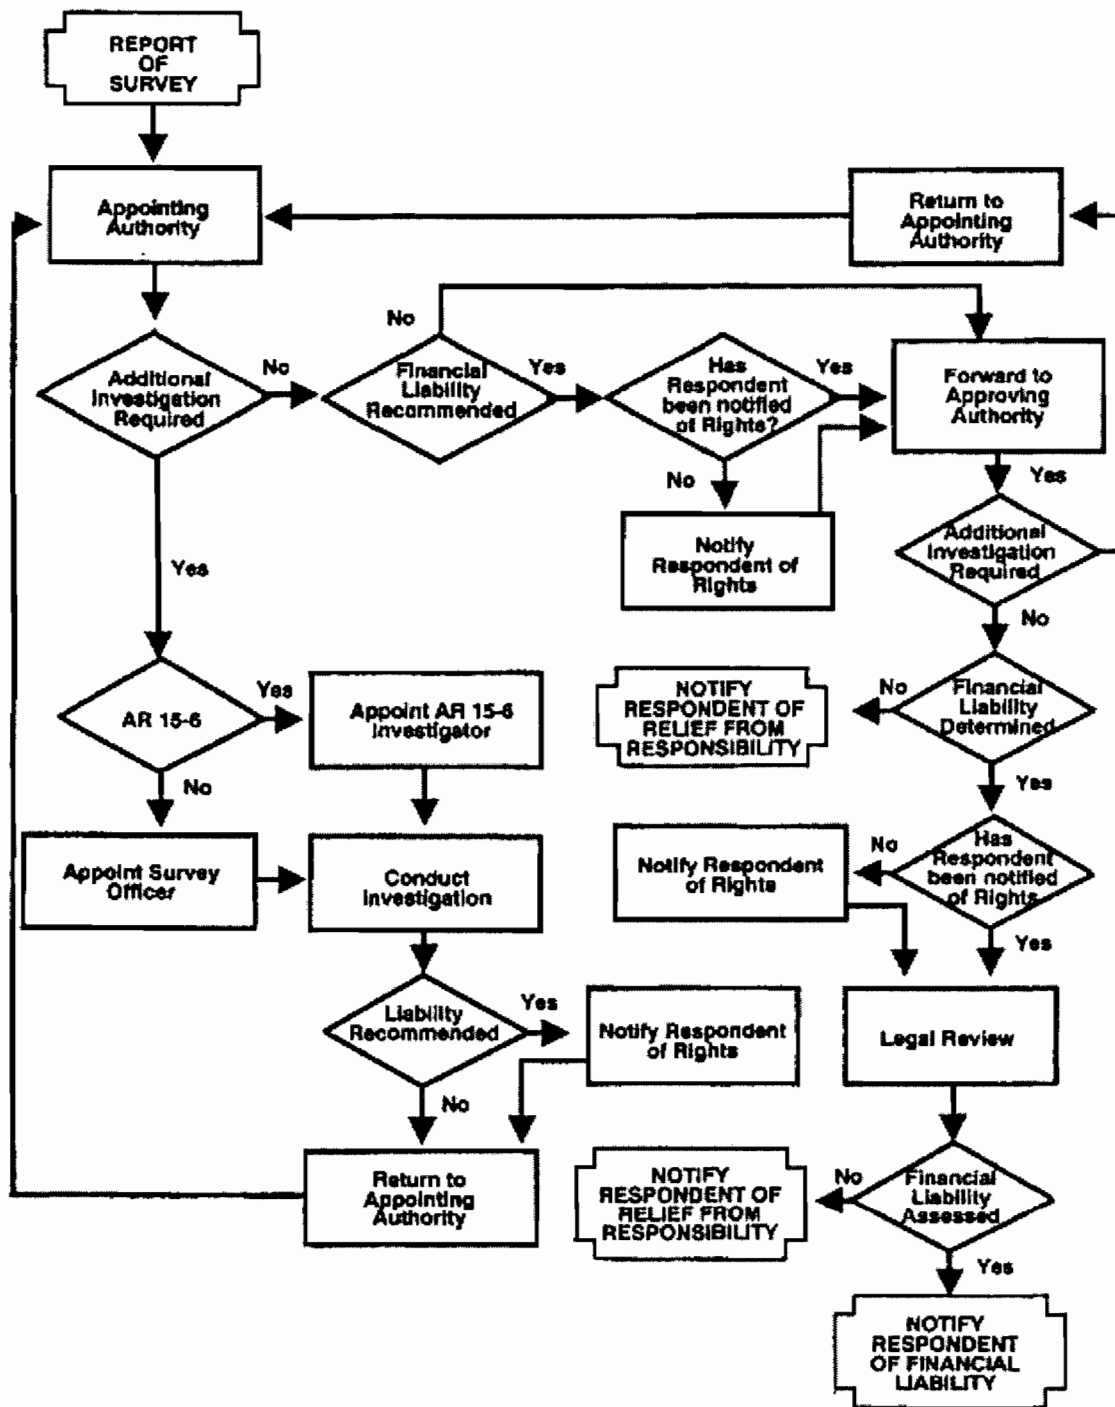 REPORT
OF
SURVEY
Appointing
Authority
Return to
Appointing
Authority
Additional
Investigation
Required
No
Financial
Liability
Recommended
No
Yes
Has
Respondent
been notified
of Rights?
Yes
Forward to
Approving
Authority
No
Notify
Respondent of
Rights
Yes
Additional
Investigation
Required
No
Yes
AR 15-6
Yes
Appoint AR 15-6
Investigator
NOTIFY
RESPONDENT OF
RELIEF FROM
RESPONSIBILITY
No
Financial
Liability
Determined
Yes
No
Appoint Survey
Officer
Conduct
Investigation
Notify Respondent
of Rights
No
Has
Respondent
been notified
of Rights
Yes
Liability
Recommended
Yes
Notify Respondent
of Rights
Legal Review
No
Return to
Appointing
Authority
NOTIFY
RESPONDENT OF
RELIEF FROM
RESPONSIBILITY
No
Financial
Liability
Assessed
Yes
NOTIFY
RESPONDENT
OF FINANCIAL
LIABILITY